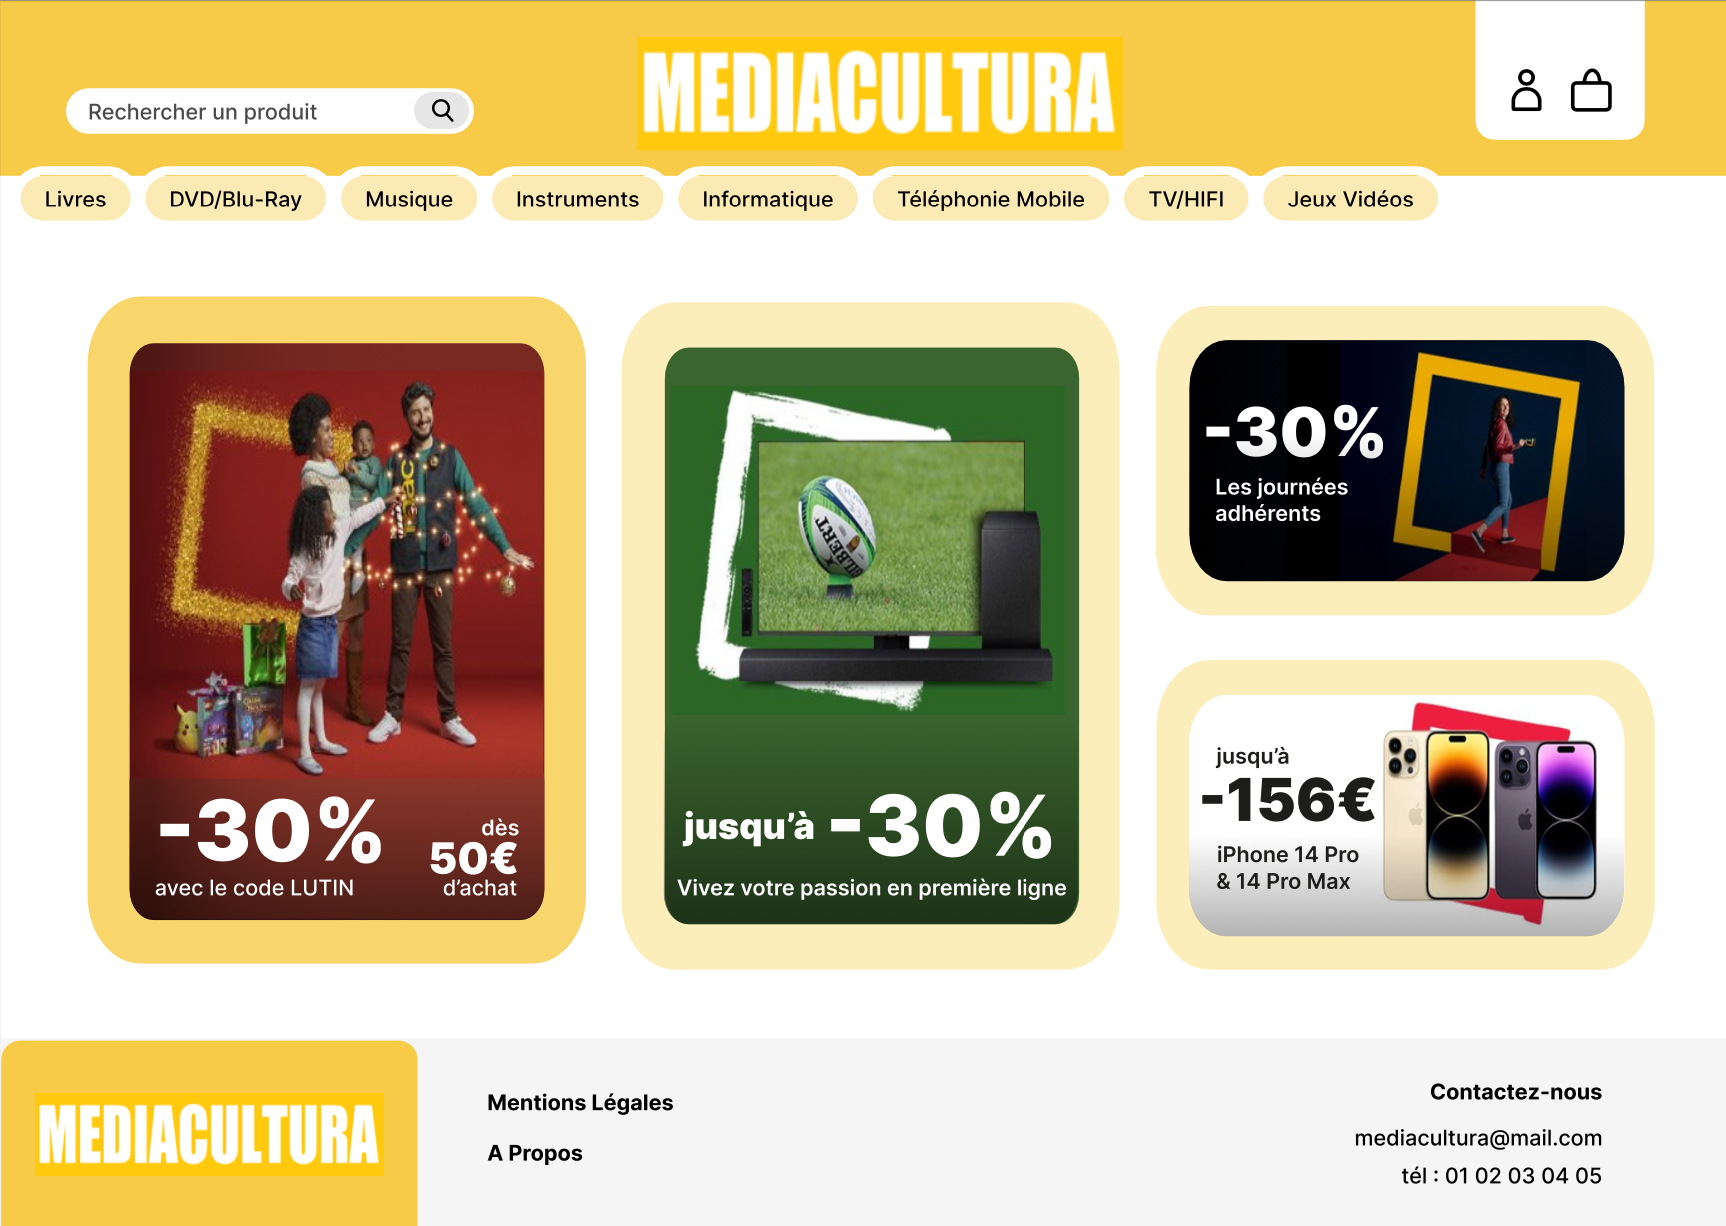 MEDIACULTURA
Rechercher un produit
Livres
DVD/Blu-Ray
Musique
Instruments
Informatique
Téléphonie Mobile
TV/HIFI
Jeux Vidéos
-30%
avec le code LUTIN
dès
50€
d’achat
GILBERT
jusqu’à -30%
Vivez votre passion en première ligne
-30%
Les journées
adhérents
jusqu’à
-156€
iPhone 14 Pro
& 14 Pro Max
MEDIACULTURA
Mentions Légales
A Propos
Contactez-nous
mediacultura@mail.com
tél : 01 02 03 04 05